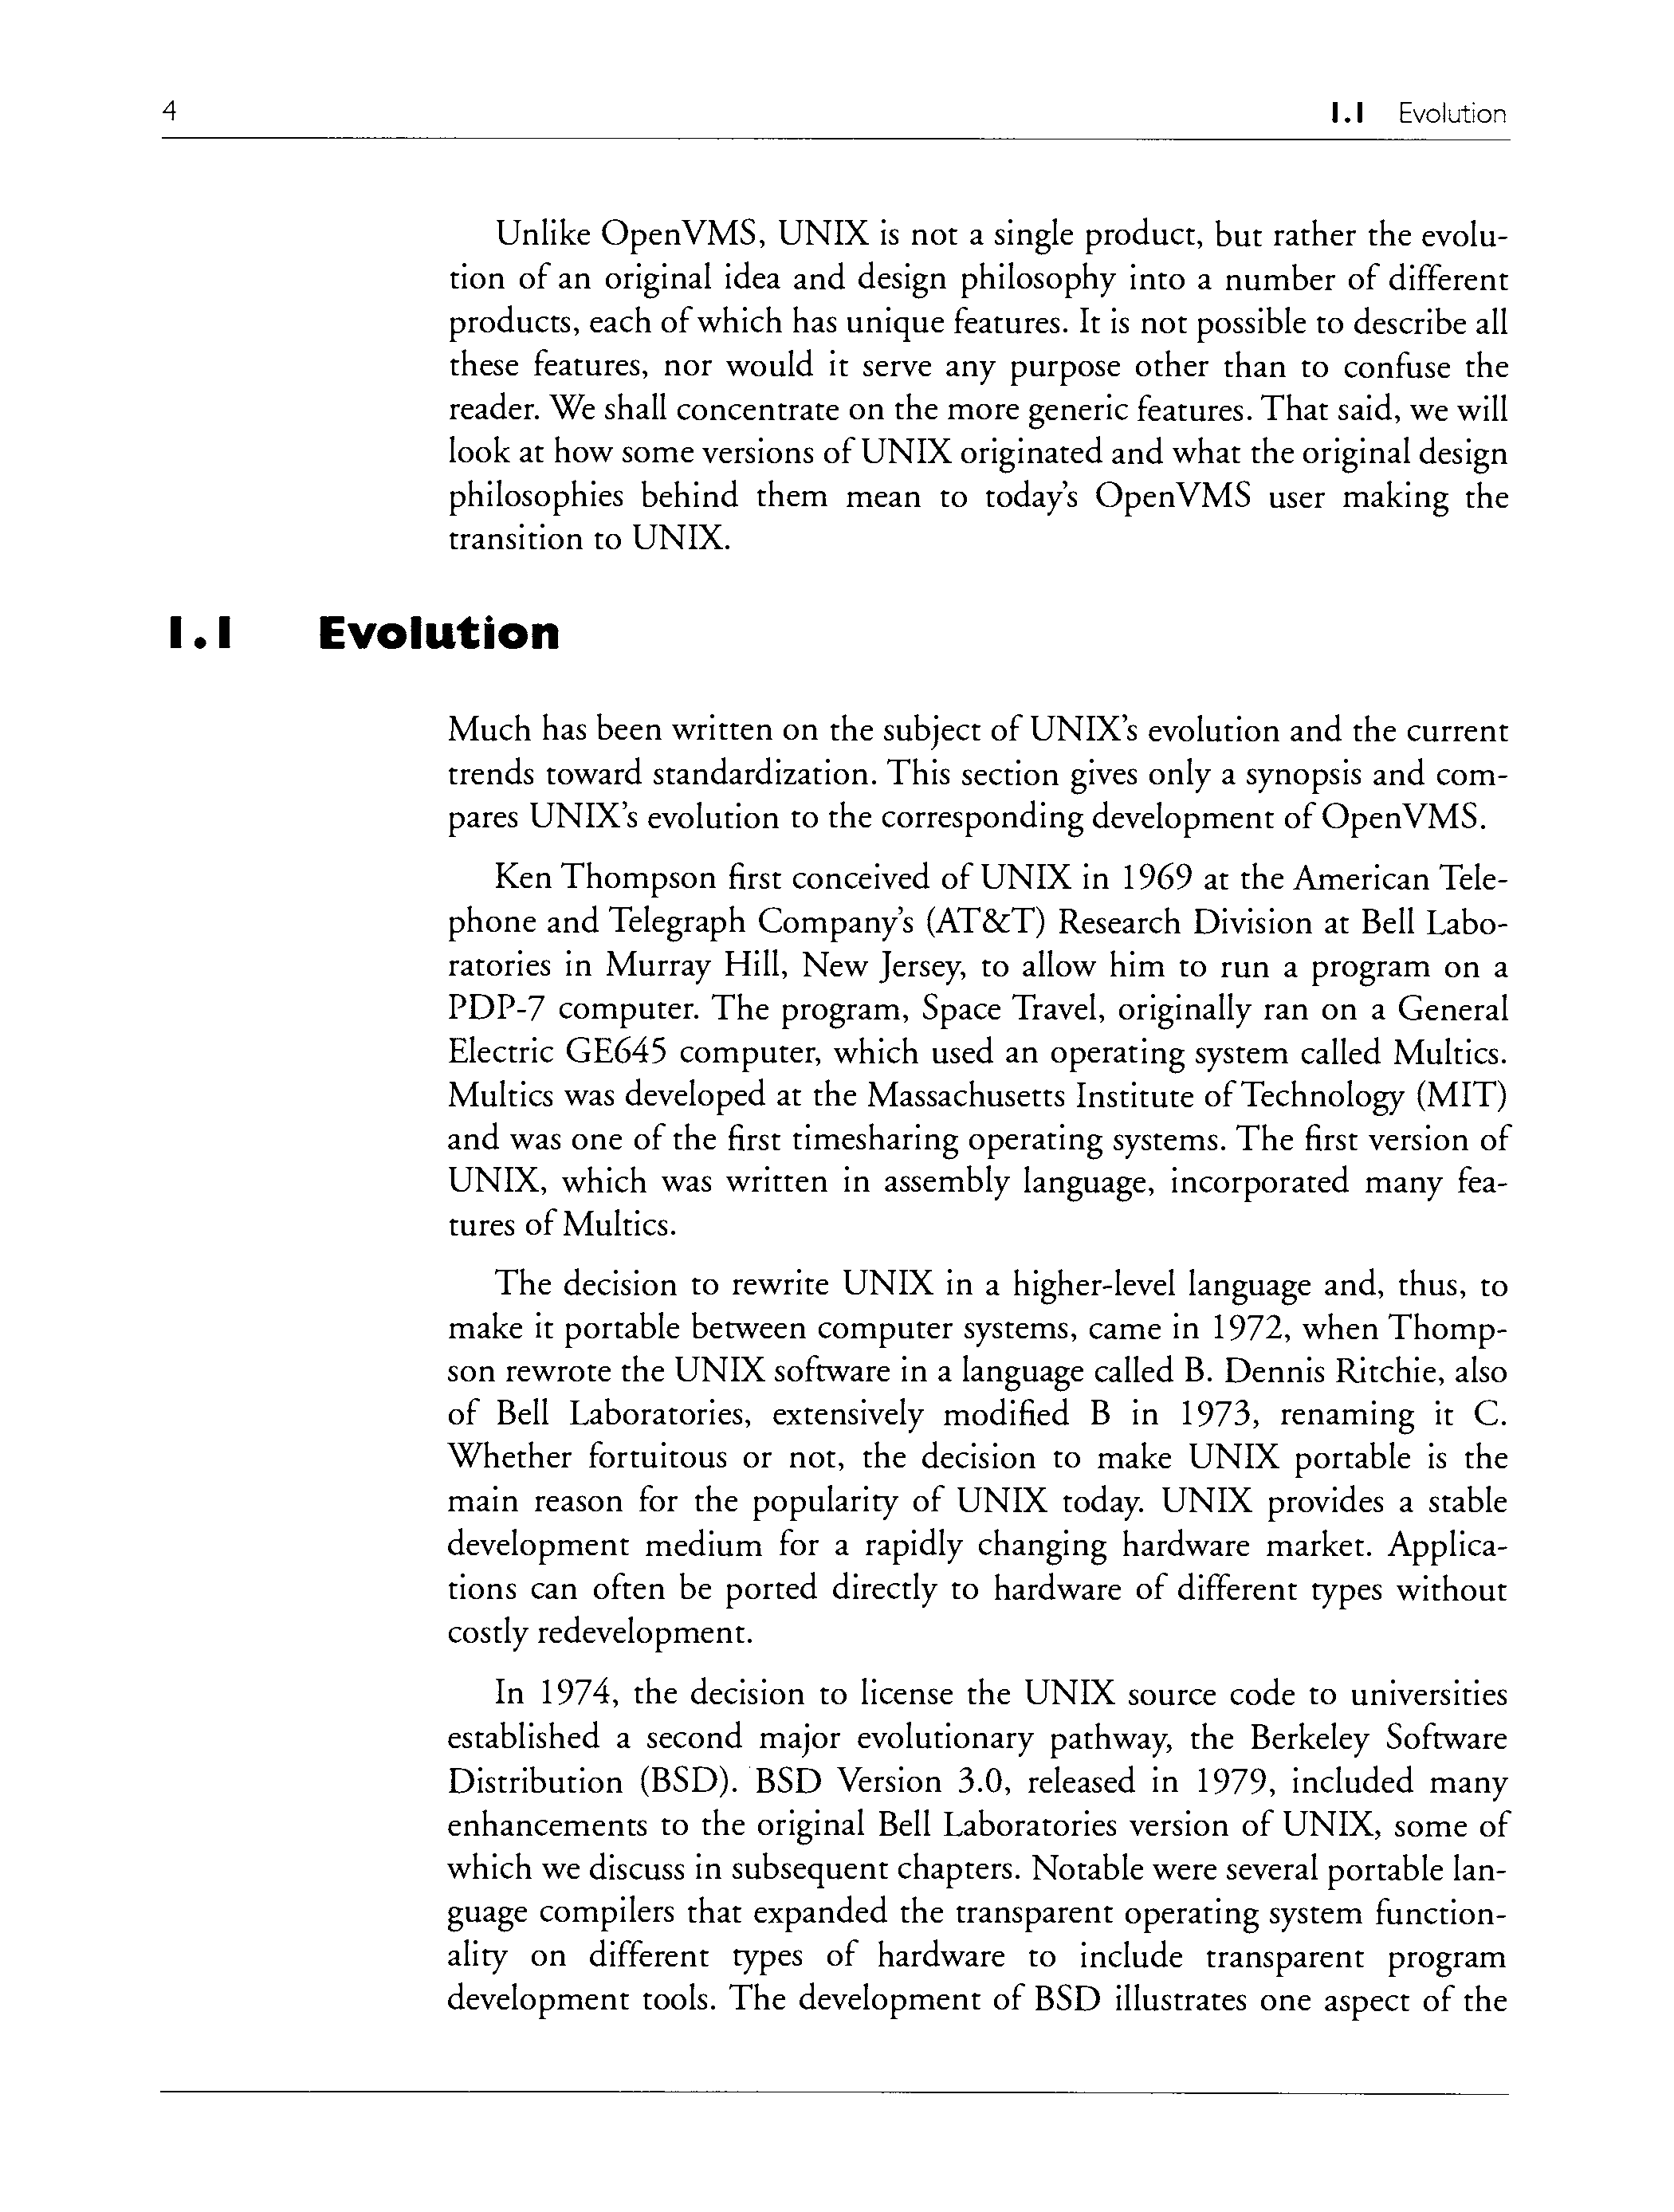 4 1.1 Evolution
Unlike OpenVMS, UNIX is not a single product, but rather the evolu-
tion of an original idea and design philosophy into a number of different
products, each of which has unique features. It is not possible to describe all
these features, nor would it serve any purpose other than to confuse the
reader. We shall concentrate on the more generic features. That said, we will
look at how some versions of UNIX originated and what the original design
philosophies behind them mean to today's OpenVMS user making the
transition to UNIX.
1.1 Evolution
Much has been written on the subject of UNIX's evolution and the current
trends toward standardization. This section gives only a synopsis and com-
pares UNIX's evolution to the corresponding development of OpenVMS.
Ken Thompson first conceived of UNIX in 1969 at the American Tele-
phone and Telegraph Company's (AT&T) Research Division at Bell Labo-
ratories in Murray Hill, New Jersey, to allow him to run a program on a
PDP-7 computer. The program, Space Travel, originally ran on a General
Electric GE645 computer, which used an operating system called Multics.
Multics was developed at the Massachusetts Institute of Technology (MIT)
and was one of the first timesharing operating systems. The first version of
UNIX, which was written in assembly language, incorporated many fea-
tures of Multics.
The decision to rewrite UNIX in a higher-level language and, thus, to
make it portable between computer systems, came in 1972, when Thomp-
son rewrote the UNIX software in a language called B. Dennis Ritchie, also
of Bell Laboratories, extensively modified B in 1973, renaming it C.
Whether fortuitous or not, the decision to make UNIX portable is the
main reason for the popularity of UNIX today. UNIX provides a stable
development medium for a rapidly changing hardware market. Applica-
tions can often be ported directly to hardware of different types without
costly redevelopment.
In 1974, the decision to license the UNIX source code to universities
established a second major evolutionary pathway, the Berkeley Software
Distribution (BSD). BSD Version 3.0, released in 1979, included many
enhancements to the original Bell Laboratories version of UNIX, some of
which we discuss in subsequent chapters. Notable were several portable lan-
guage compilers that expanded the transparent operating system function-
ality on different types of hardware to include transparent program
development tools. The development of BSD illustrates one aspect of the